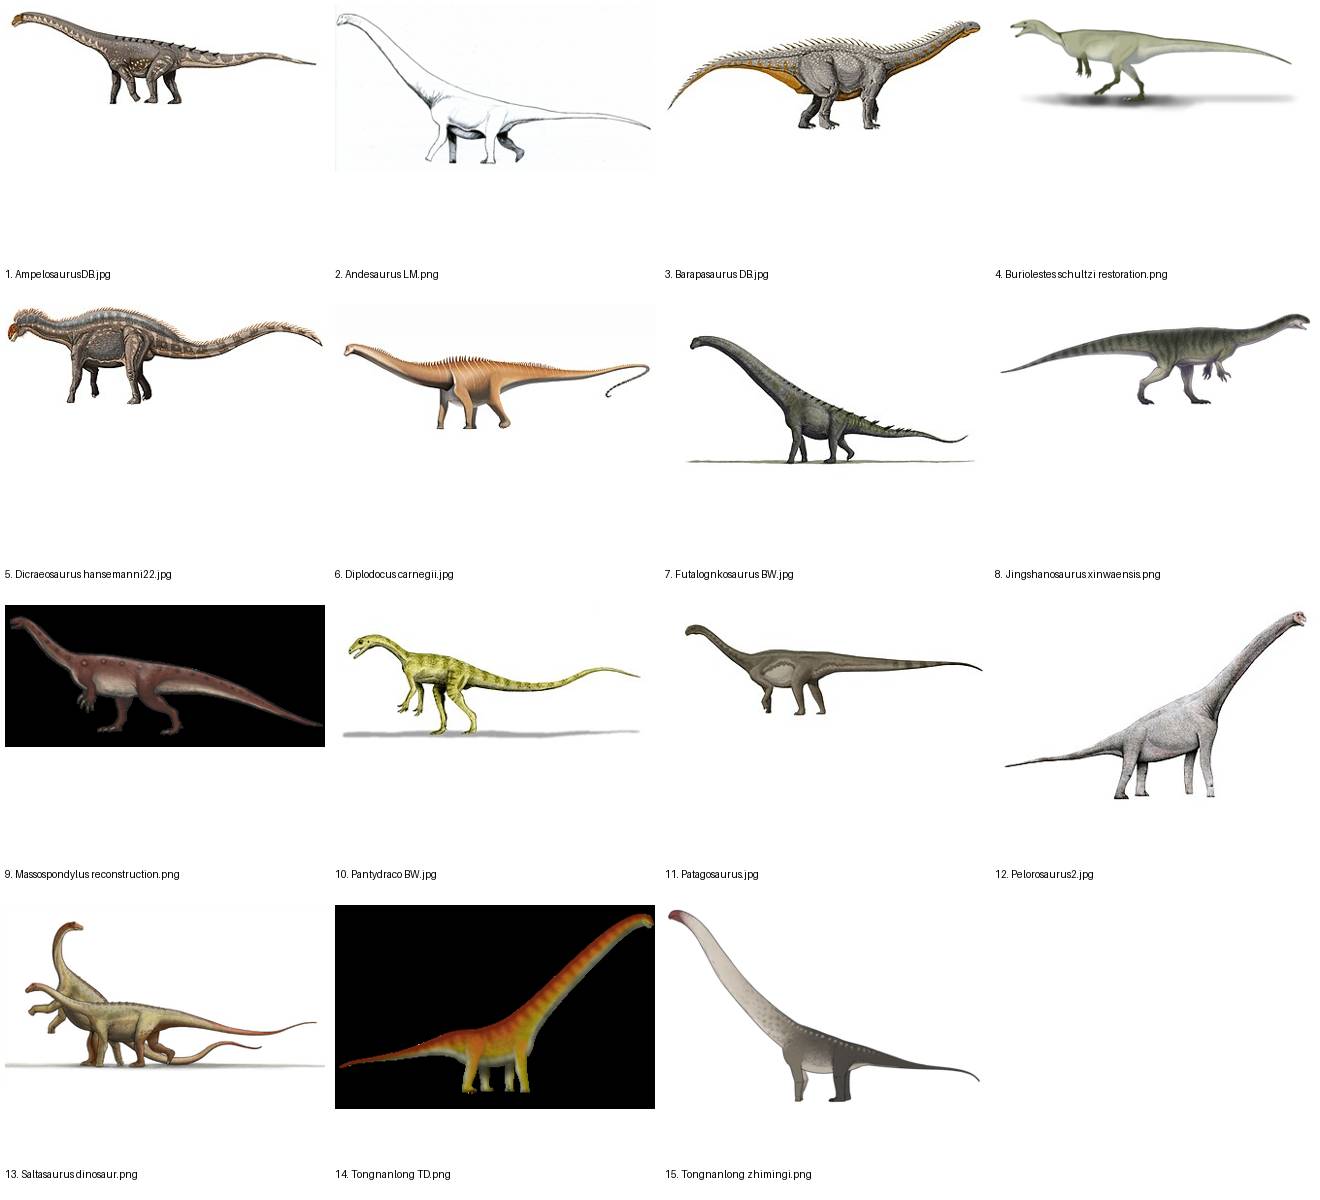 1. AmpelosaurusDB.jpg
2. Andesaurus LM.png
3. Barapasaurus DB.jpg
4. Buriolestes schultzi restoration.png
5. Dicraeosaurus hansemanni22.jpg
6. Diplodocus carnegii.jpg
7. Futalognkosaurus BW.jpg
8. Jingshanosaurus xinwaensis.png
9. Massospondylus reconstruction.png
10. Pantydraco BW.jpg
11. Patagosaurus.jpg
12. Pelorosaurus2.jpg
13. Saltasaurus dinosaur.png
14. Tongnanlong TD.png
15. Tongnanlong zhimingi.png